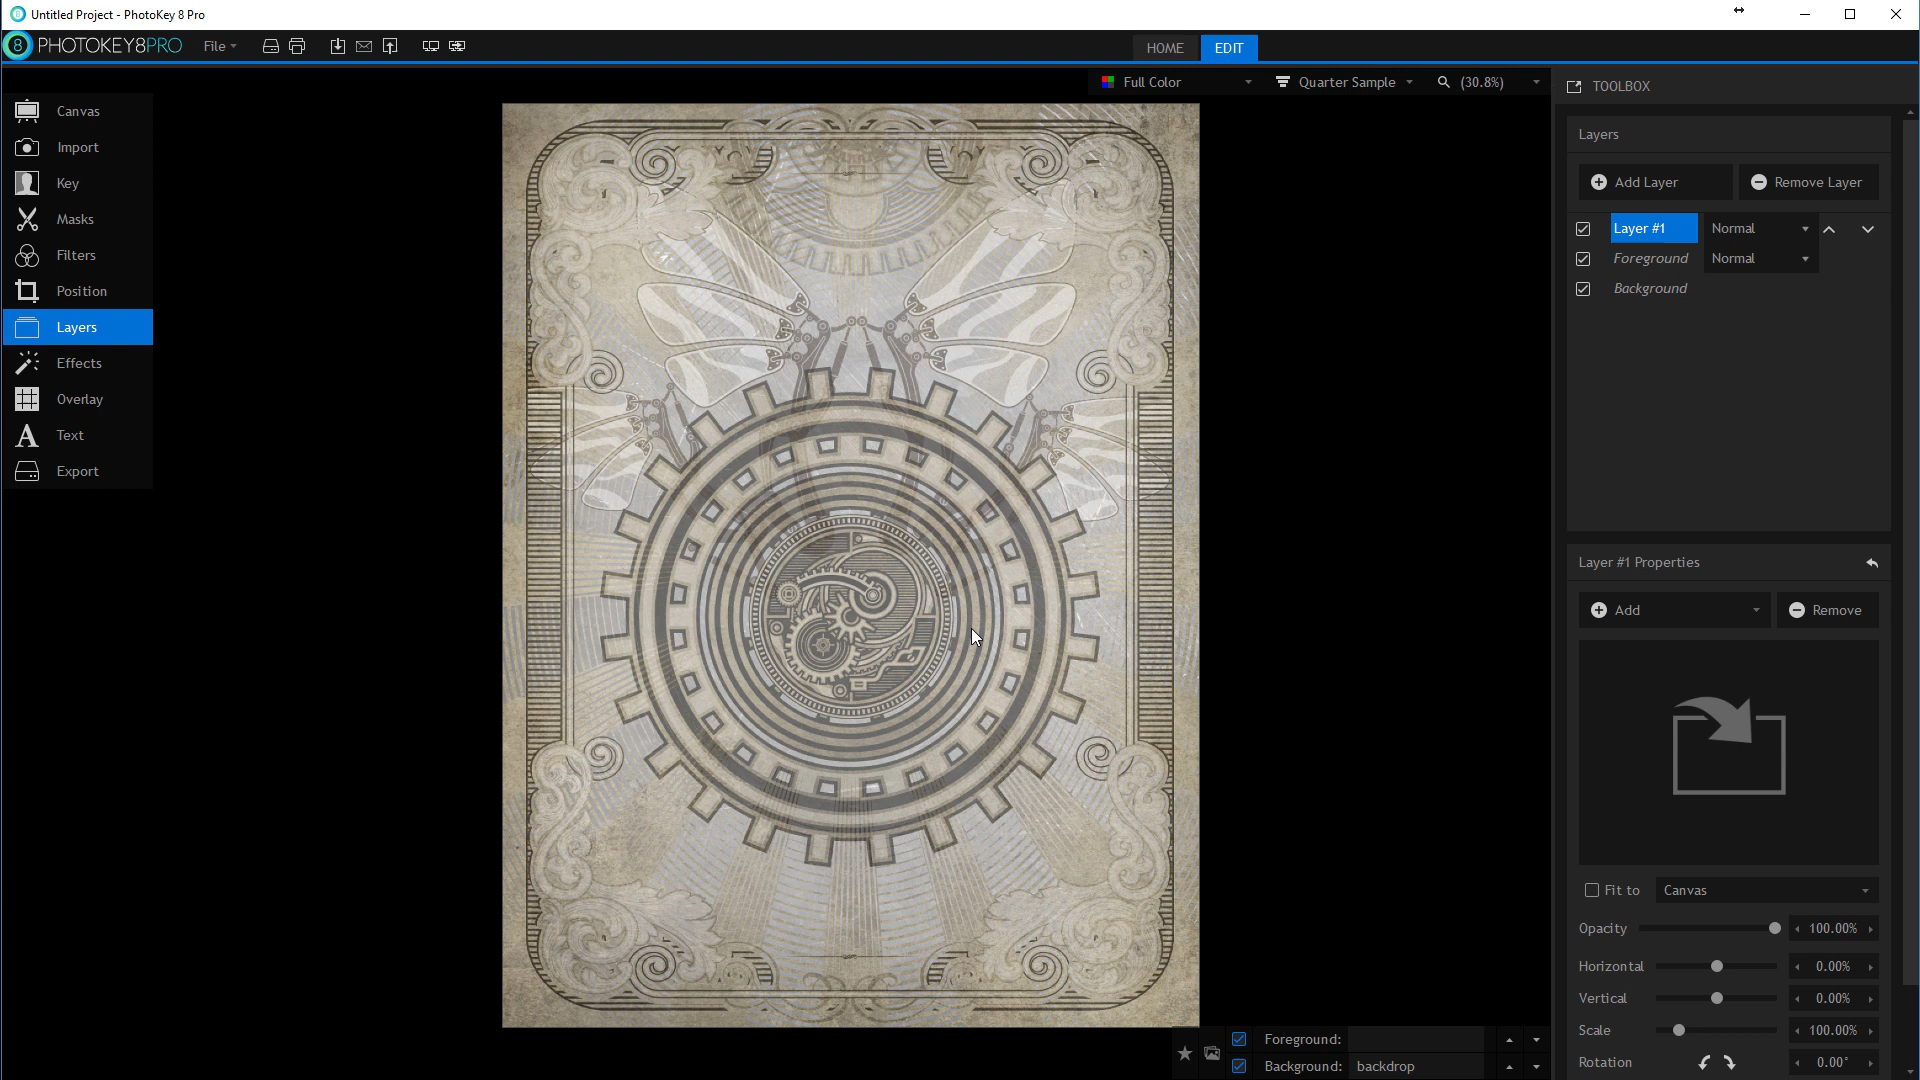 Untitled Project - PhotoKey 8 Pro
8 PHOTOKEY8PRO File HOME EDIT
Full Color Quarter Sample (30.8%) TOOLBOX
Canvas
Import
Key
Masks
Filters
Position
Layers
Effects
Overlay
Text
Export
Layers
Add Layer Remove Layer
Layer #1 Normal
Foreground Normal
Background
Layer #1 Properties
Add Remove
Fit to Canvas
Opacity 100.00%
Horizontal 0.00%
Vertical 0.00%
Scale 100.00%
Rotation 0.00°
Foreground:
Background: backdrop